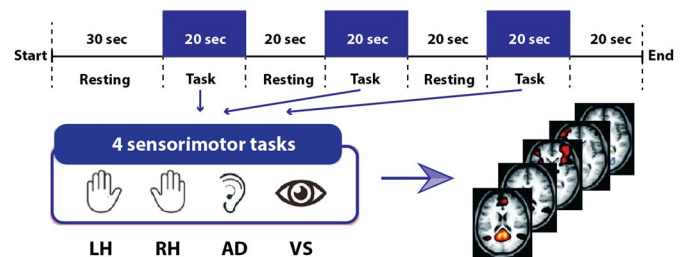 30 sec 20 sec 20 sec 20 sec 20 sec 20 sec 20 sec
Start End
Resting Task Resting Task Resting Task
4 sensorimotor tasks
LH RH AD VS